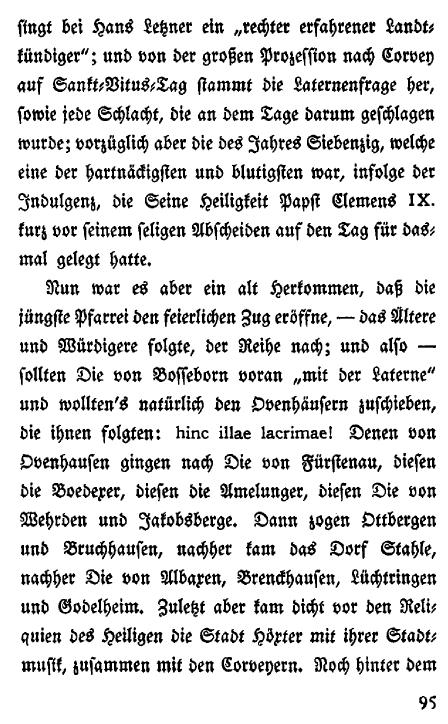 singt bei Hans Letzner ein „rechter erfahrener Landt-
kündiger“; und von der großen Prozession nach Corvey
auf Sankt-Vitus-Tag stammt die Laternenfrage her,
sowie jede Schlacht, die an dem Tage darum geschlagen
wurde; vorzüglich aber die des Jahres Siebenzig, welche
eine der hartnäckigsten und blutigsten war, infolge der
Indulgenz, die Seine Heiligkeit Papst Clemens IX.
kurz vor seinem seligen Abscheiden auf den Tag für das-
mal gelegt hatte.
Nun war es aber ein alt Herkommen, daß die
jüngste Pfarrei den feierlichen Zug eröffne, — das Ältere
und Würdigere folgte, der Reihe nach; und also —
sollten Die von Bosseborn voran „mit der Laterne“
und wollten's natürlich den Ovenhäusern zuschieben,
die ihnen folgten: hinc illae lacrimae! Denen von
Ovenhausen gingen nach Die von Fürstenau, diesen
die Boedexer, diesen die Amelunger, diesen Die von
Wehrden und Jakobsberge. Dann zogen Ottbergen
und Bruchhausen, nachher kam das Dorf Stahle,
nachher Die von Albaxen, Brenckhausen, Lüchtringen
und Godelheim. Zuletzt aber kam dicht vor den Reli-
quien des Heiligen die Stadt Höxter mit ihrer Stadt-
musik, zusammen mit den Corveyern. Noch hinter dem
95